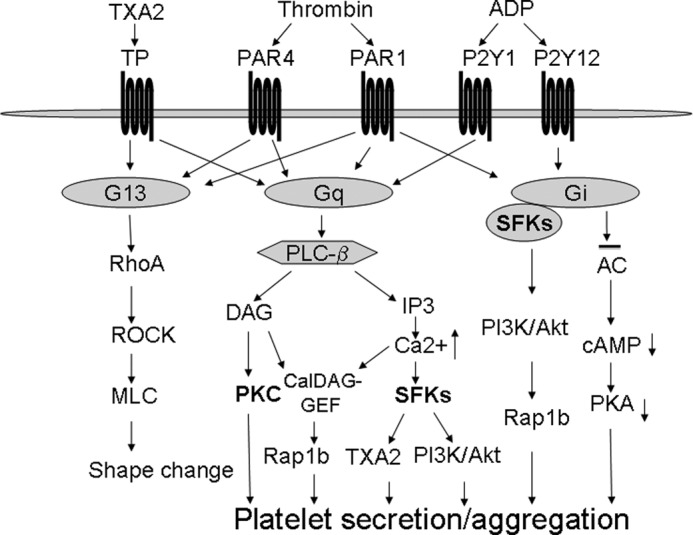 TXA2 Thrombin ADP
TP PAR4 PAR1 P2Y1 P2Y12
G13 Gq Gi
SFKs
PLC-β
RhoA AC
DAG IP3
ROCK Ca2+ PI3K/Akt cAMP
MLC PKC CalDAG-
GEF SFKs Rap1b PKA
Shape change Rap1b TXA2 PI3K/Akt
Platelet secretion/aggregation